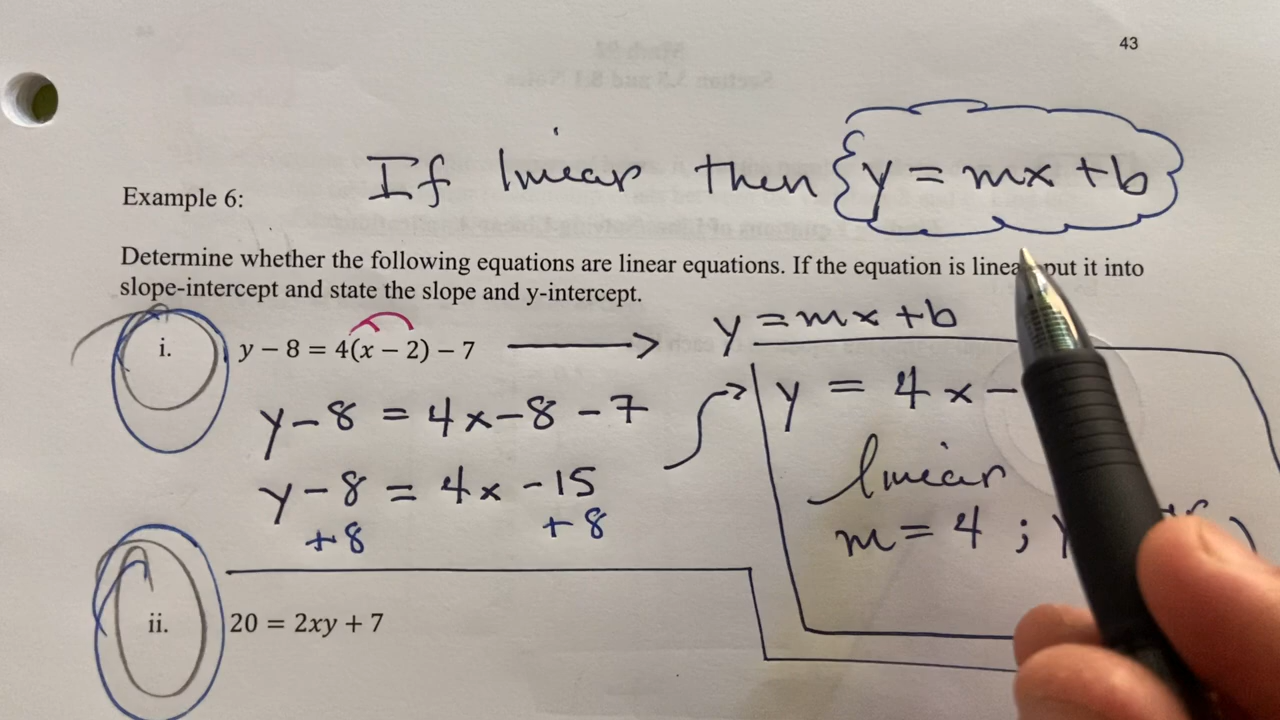 43
If linear then y = mx + b
Example 6:
Determine whether the following equations are linear equations. If the equation is linear put it into
slope-intercept and state the slope and y-intercept.
i. y − 8 = 4(x − 2) − 7 → y = mx + b
y − 8 = 4x − 8 − 7
y = 4x −
y − 8 = 4x − 15
linear
+8 +8
m = 4 ; y
ii. 20 = 2xy + 7